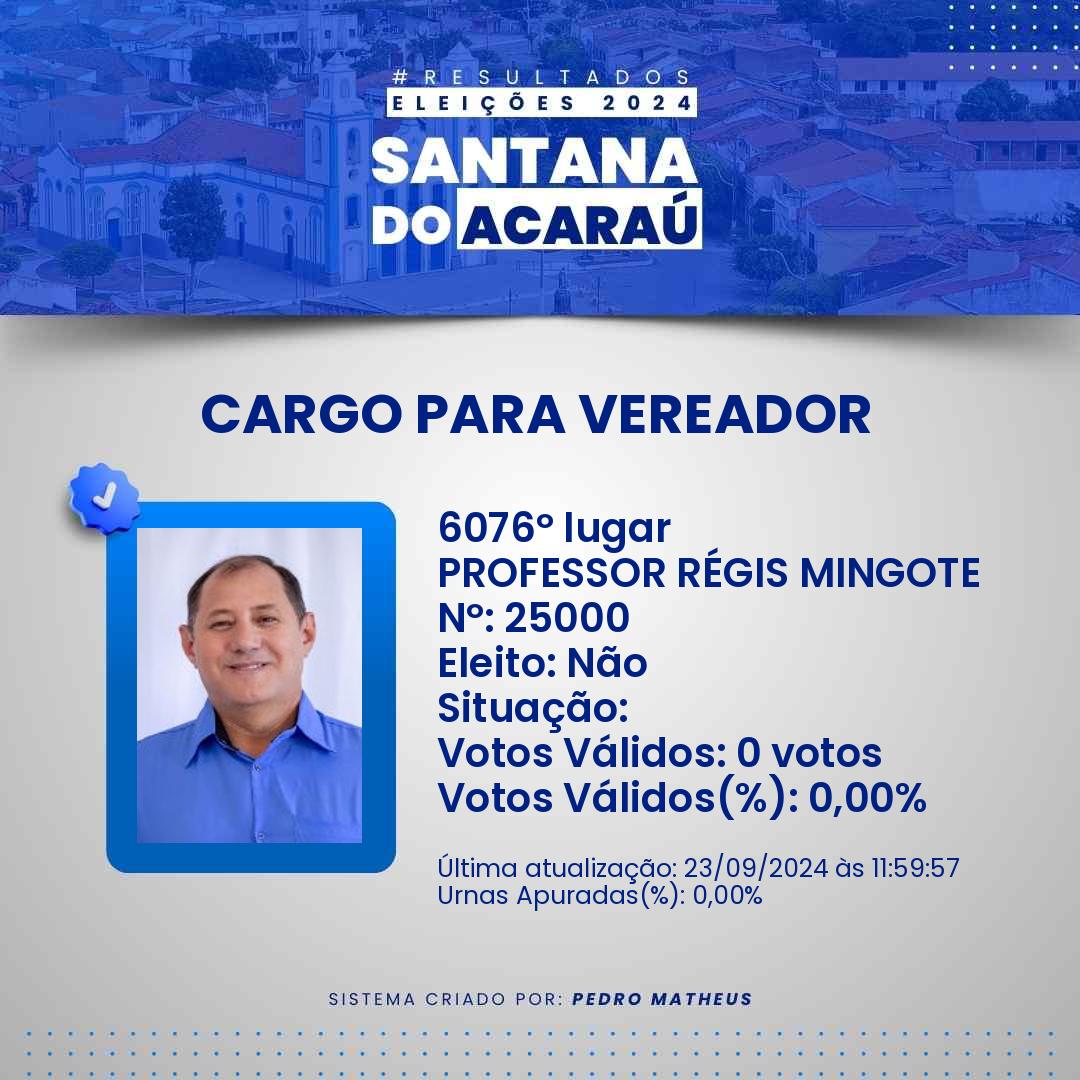 #RESULTADOS
ELEIÇÕES 2024
SANTANA
DO ACARAÚ
CARGO PARA VEREADOR
6076º lugar
PROFESSOR RÉGIS MINGOTE
Nº: 25000
Eleito: Não
Situação:
Votos Válidos: 0 votos
Votos Válidos(%): 0,00%
Última atualização: 23/09/2024 às 11:59:57
Urnas Apuradas(%): 0,00%
SISTEMA CRIADO POR: PEDRO MATHEUS